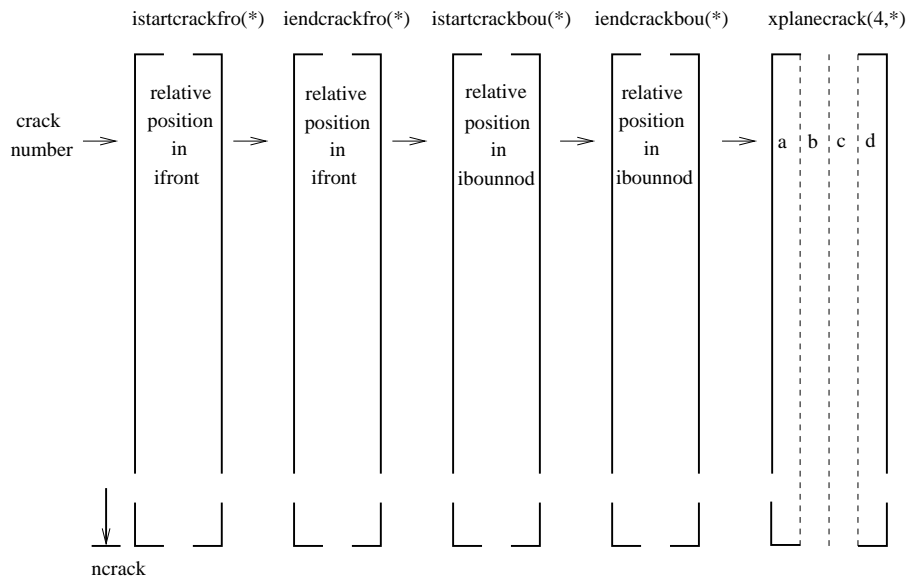 istartcrackfro(*) iendcrackfro(*) istartcrackbou(*) iendcrackbou(*) xplanecrack(4,*)
crack
number
relative
position
in
ifront
relative
position
in
ifront
relative
position
in
ibounnod
relative
position
in
ibounnod
a b c d
ncrack